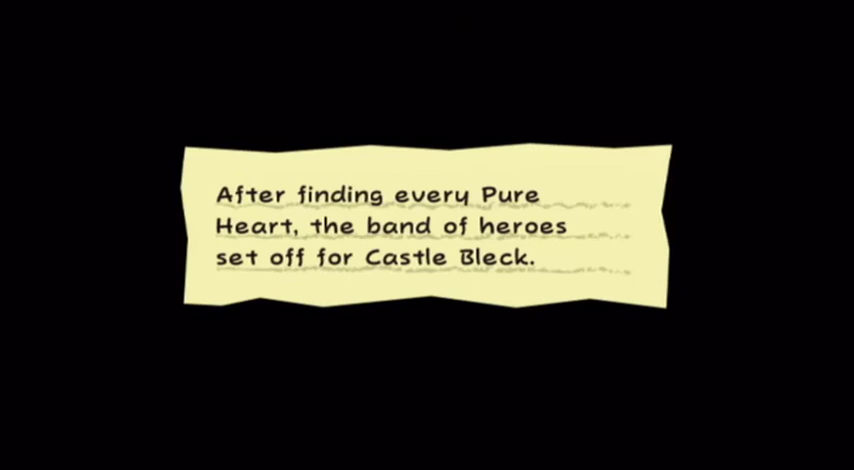 After finding every Pure
Heart, the band of heroes
set off for Castle Bleck.